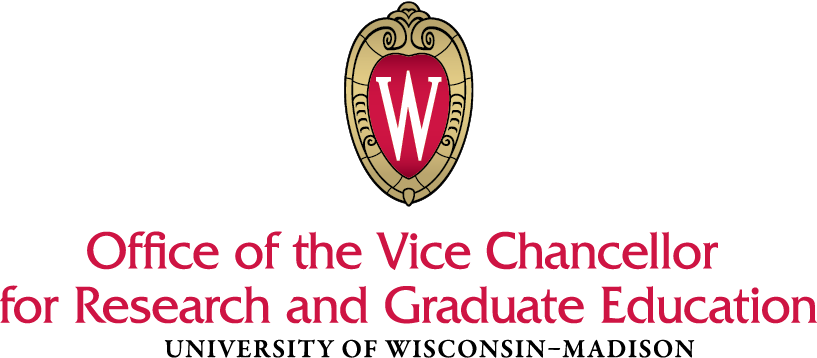 W
Office of the Vice Chancellor
for Research and Graduate Education
UNIVERSITY OF WISCONSIN–MADISON